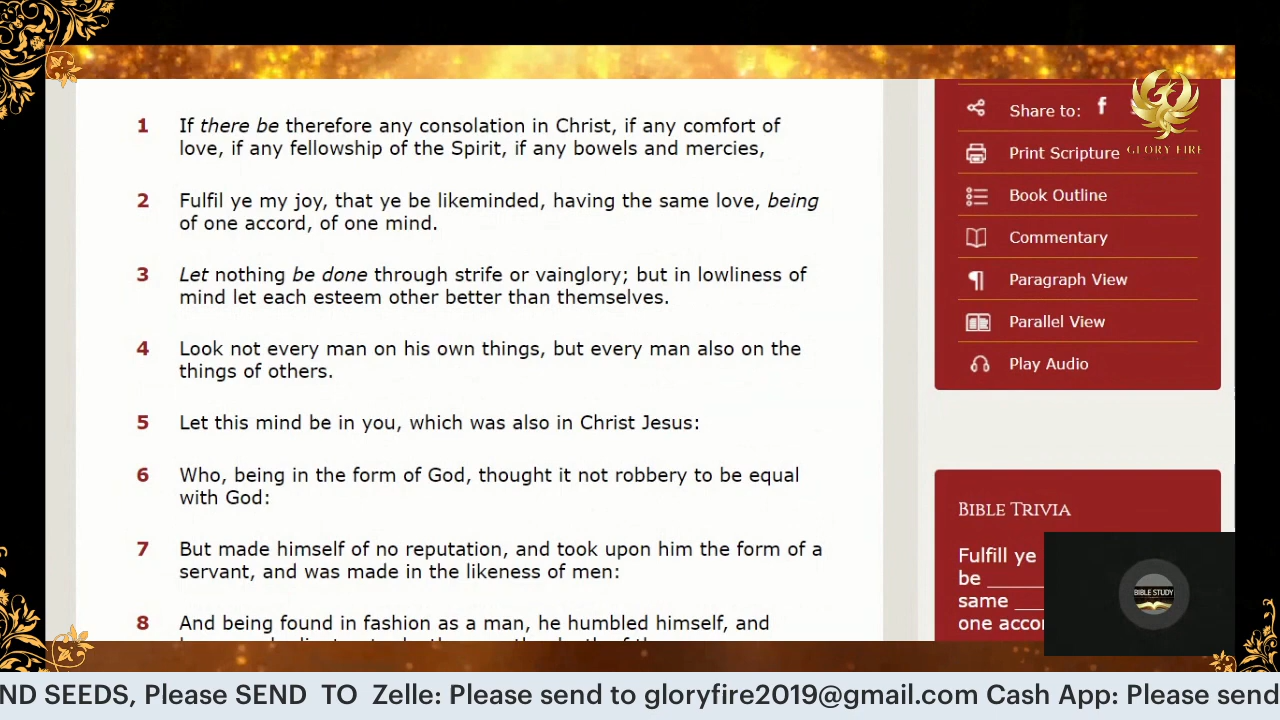 1 If there be therefore any consolation in Christ, if any comfort of
love, if any fellowship of the Spirit, if any bowels and mercies,
2 Fulfil ye my joy, that ye be likeminded, having the same love, being
of one accord, of one mind.
3 Let nothing be done through strife or vainglory; but in lowliness of
mind let each esteem other better than themselves.
4 Look not every man on his own things, but every man also on the
things of others.
5 Let this mind be in you, which was also in Christ Jesus:
6 Who, being in the form of God, thought it not robbery to be equal
with God:
7 But made himself of no reputation, and took upon him the form of a
servant, and was made in the likeness of men:
8 And being found in fashion as a man, he humbled himself, and
Share to:
GLORY FIRE
Print Scripture
Book Outline
Commentary
Paragraph View
Parallel View
Play Audio
BIBLE TRIVIA
Fulfill ye
be ______
same ___
one accor
BIBLE STUDY
ND SEEDS, Please SEND TO Zelle: Please send to gloryfire2019@gmail.com Cash App: Please send